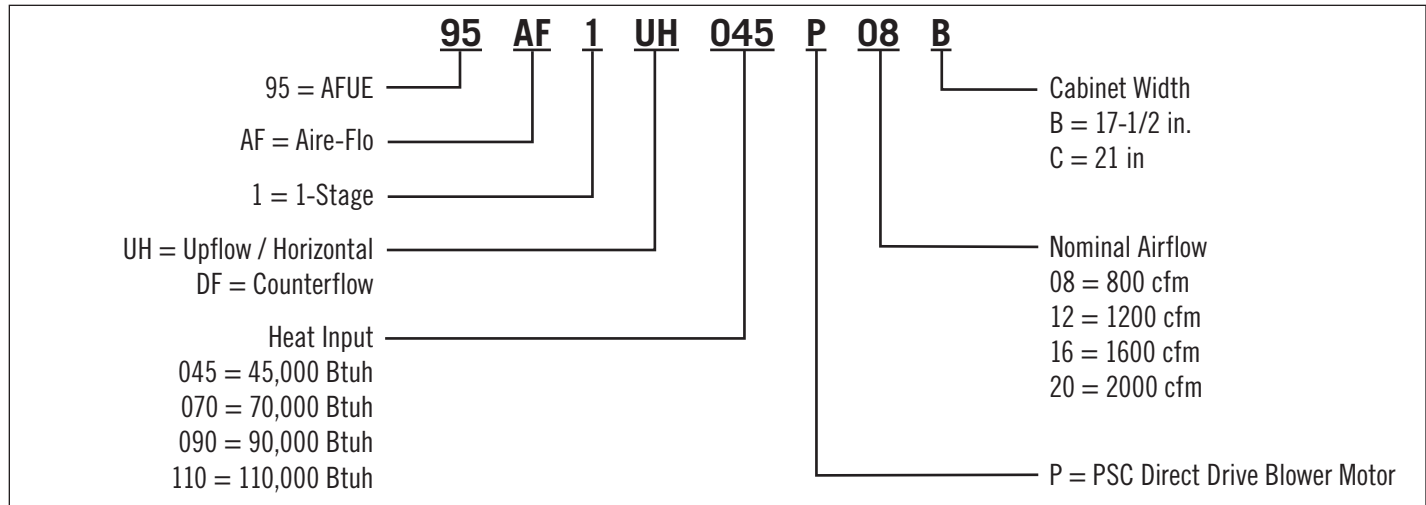 95 AF 1 UH 045 P 08 B
95 = AFUE
AF = Aire-Flo
1 = 1-Stage
UH = Upflow / Horizontal
DF = Counterflow
Heat Input
045 = 45,000 Btuh
070 = 70,000 Btuh
090 = 90,000 Btuh
110 = 110,000 Btuh
Cabinet Width
B = 17-1/2 in.
C = 21 in
Nominal Airflow
08 = 800 cfm
12 = 1200 cfm
16 = 1600 cfm
20 = 2000 cfm
P = PSC Direct Drive Blower Motor